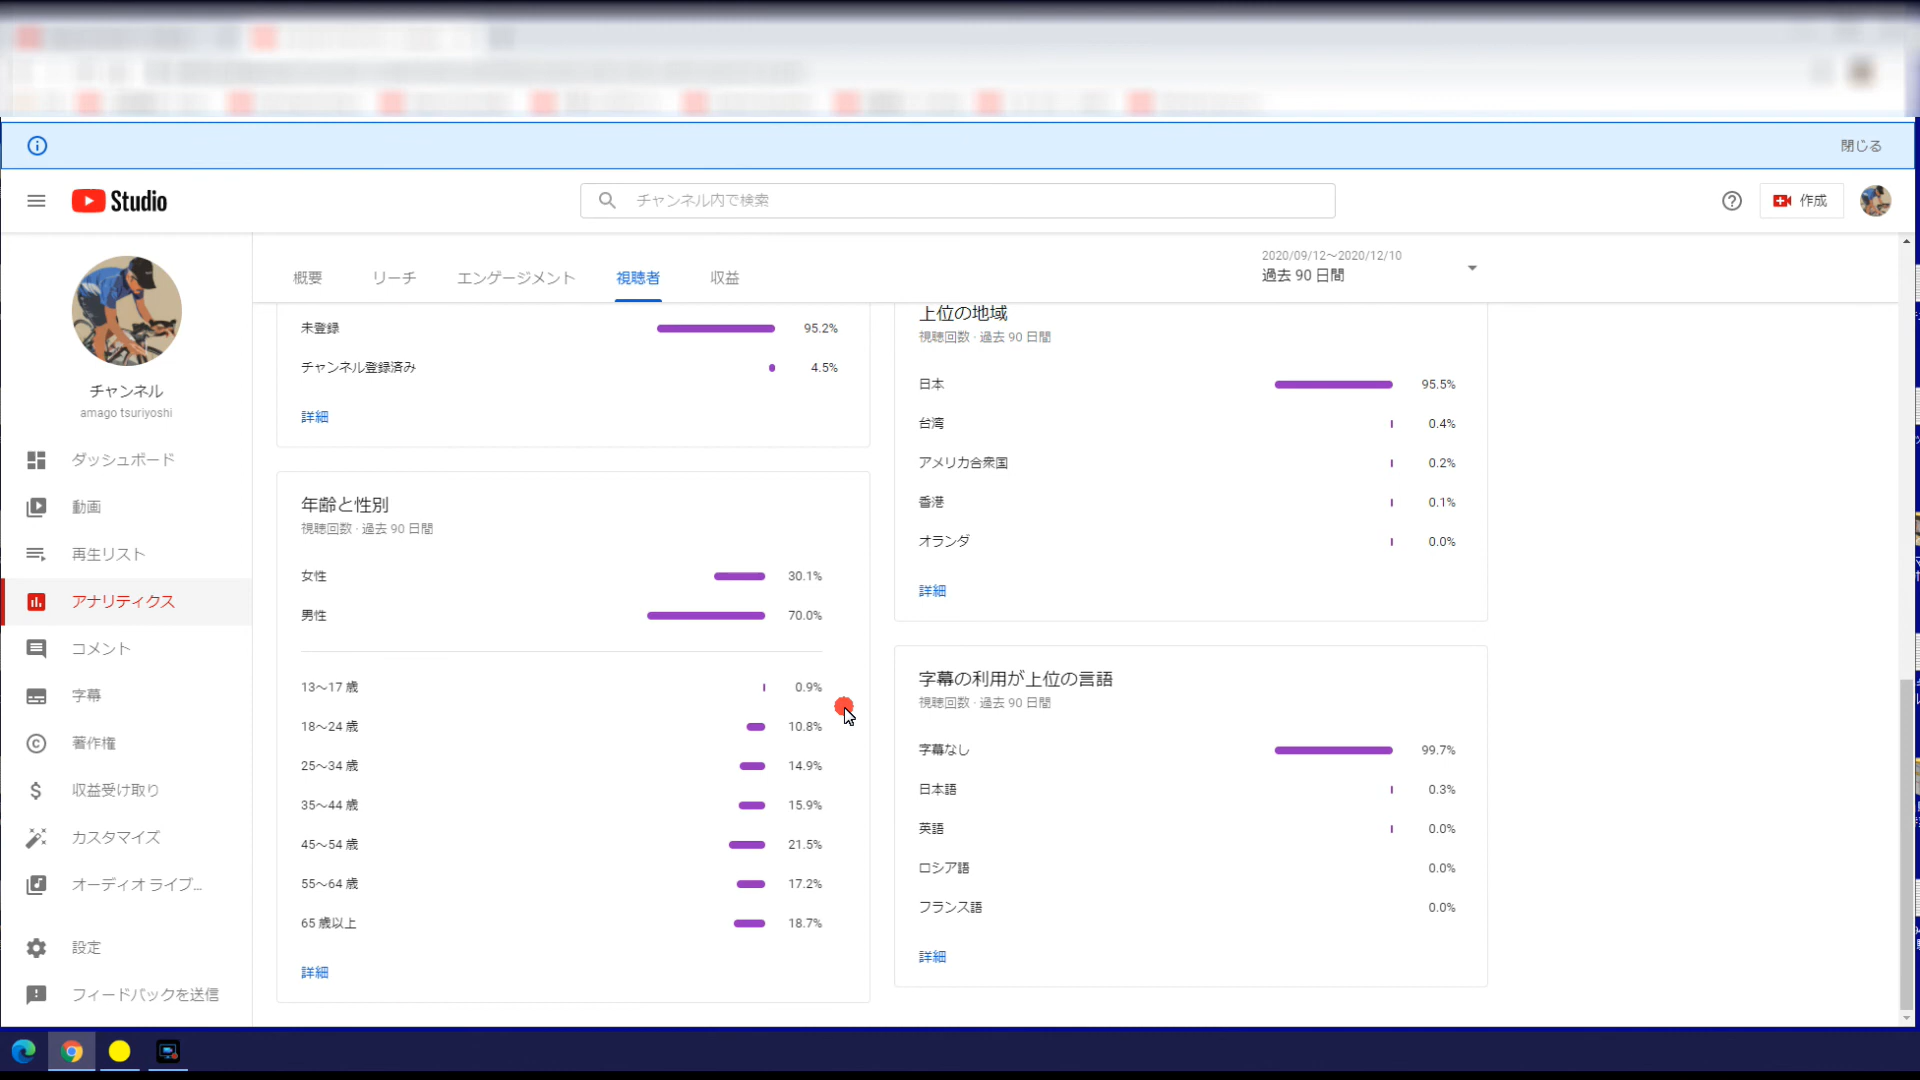 閉じる
Studio
チャンネル内で検索
作成
チャンネル
amago tsuriyoshi
ダッシュボード
動画
再生リスト
アナリティクス
コメント
字幕
著作権
収益受け取り
カスタマイズ
オーディオ ライブ...
設定
フィードバックを送信
概要
リーチ
エンゲージメント
視聴者
収益
2020/09/12～2020/12/10
過去 90 日間
未登録 95.2%
チャンネル登録済み 4.5%
詳細
年齢と性別
視聴回数 · 過去 90 日間
女性 30.1%
男性 70.0%
13～17 歳 0.9%
18～24 歳 10.8%
25～34 歳 14.9%
35～44 歳 15.9%
45～54 歳 21.5%
55～64 歳 17.2%
65 歳以上 18.7%
詳細
上位の地域
視聴回数 · 過去 90 日間
日本 95.5%
台湾 0.4%
アメリカ合衆国 0.2%
香港 0.1%
オランダ 0.0%
詳細
字幕の利用が上位の言語
視聴回数 · 過去 90 日間
字幕なし 99.7%
日本語 0.3%
英語 0.0%
ロシア語 0.0%
フランス語 0.0%
詳細